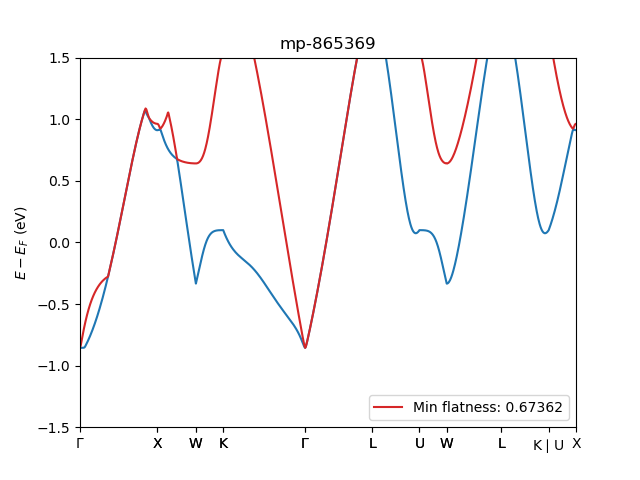 mp-865369
E − E_F (eV)
1.5
1.0
0.5
0.0
−0.5
−1.0
−1.5
Min flatness: 0.67362
Γ X W K Γ L U W L K | U X